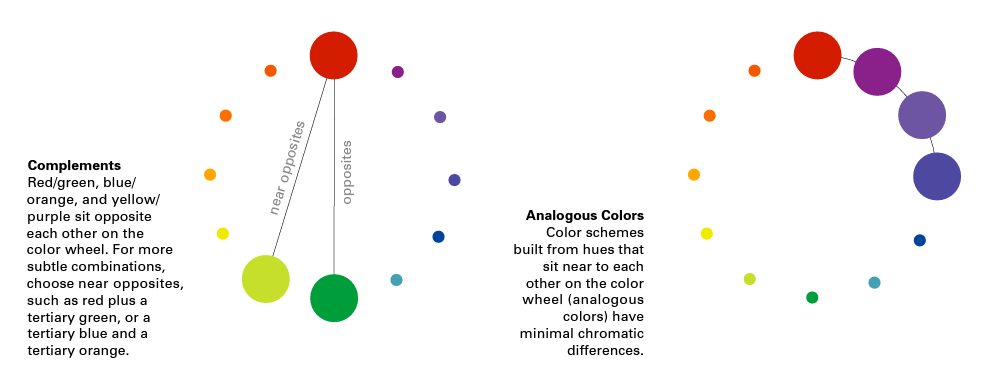 near opposites
opposites
Complements
Red/green, blue/
orange, and yellow/
purple sit opposite
each other on the
color wheel. For more
subtle combinations,
choose near opposites,
such as red plus a
tertiary green, or a
tertiary blue and a
tertiary orange.
Analogous Colors
Color schemes
built from hues that
sit near to each
other on the color
wheel (analogous
colors) have
minimal chromatic
differences.